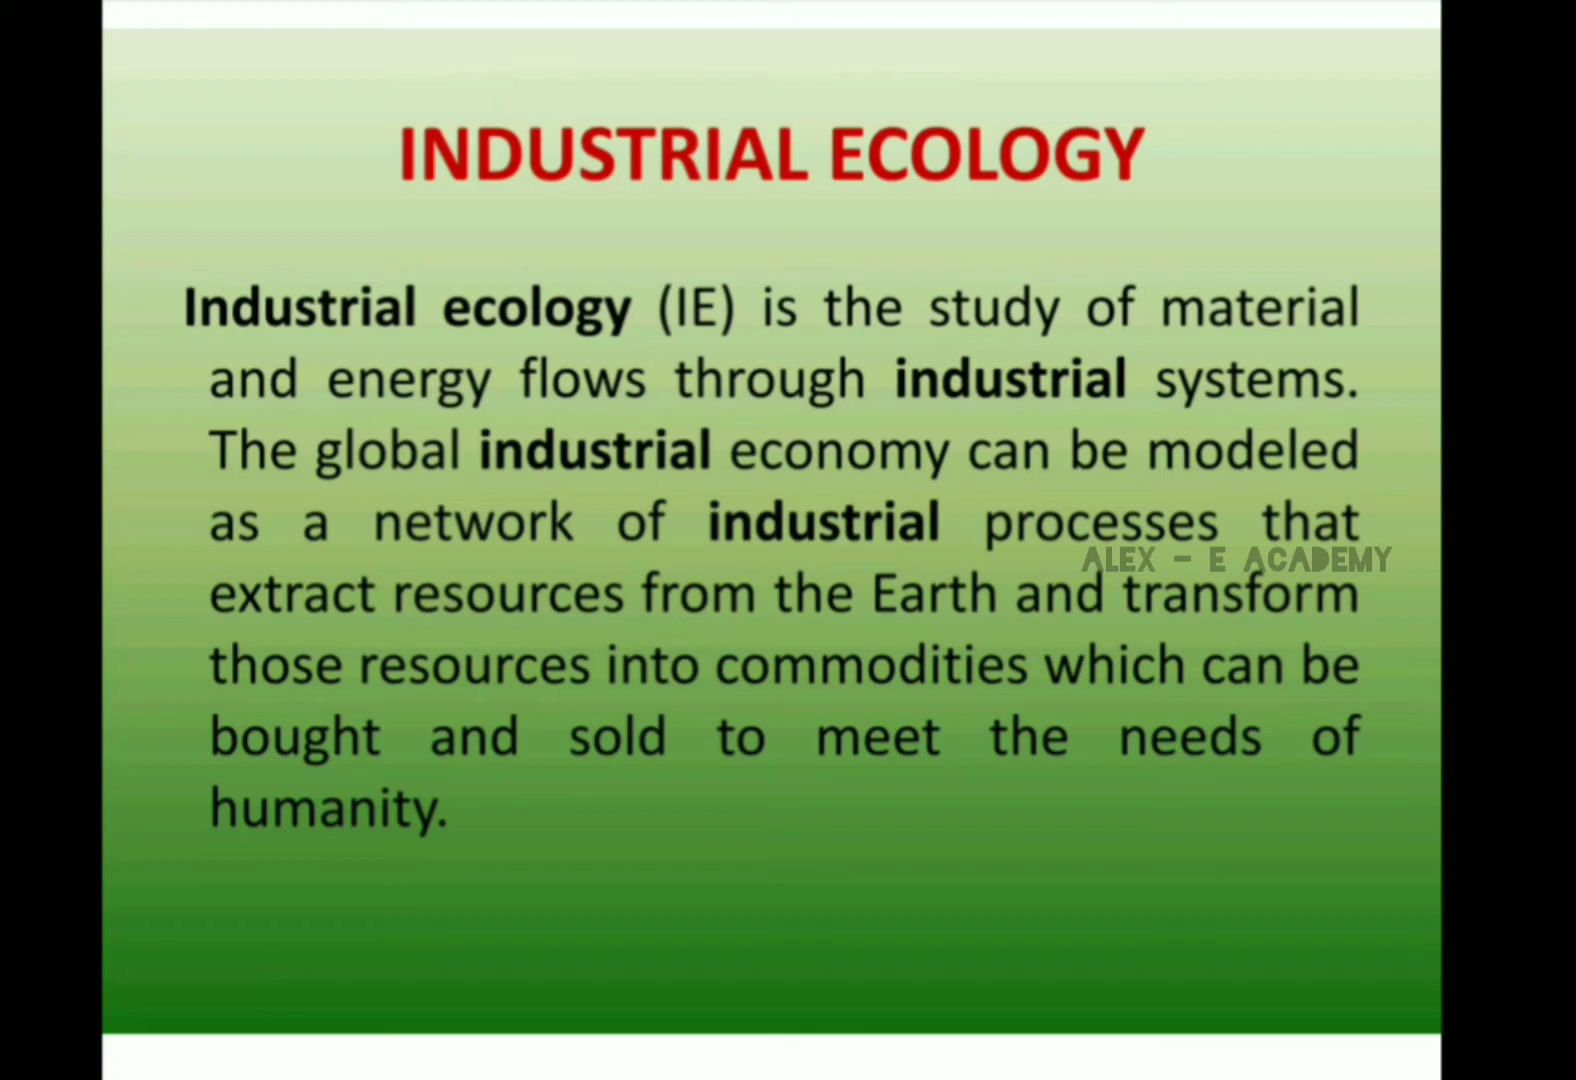 INDUSTRIAL ECOLOGY
Industrial ecology (IE) is the study of material
and energy flows through industrial systems.
The global industrial economy can be modeled
as a network of industrial processes that
ALEX - E ACADEMY
extract resources from the Earth and transform
those resources into commodities which can be
bought and sold to meet the needs of
humanity.